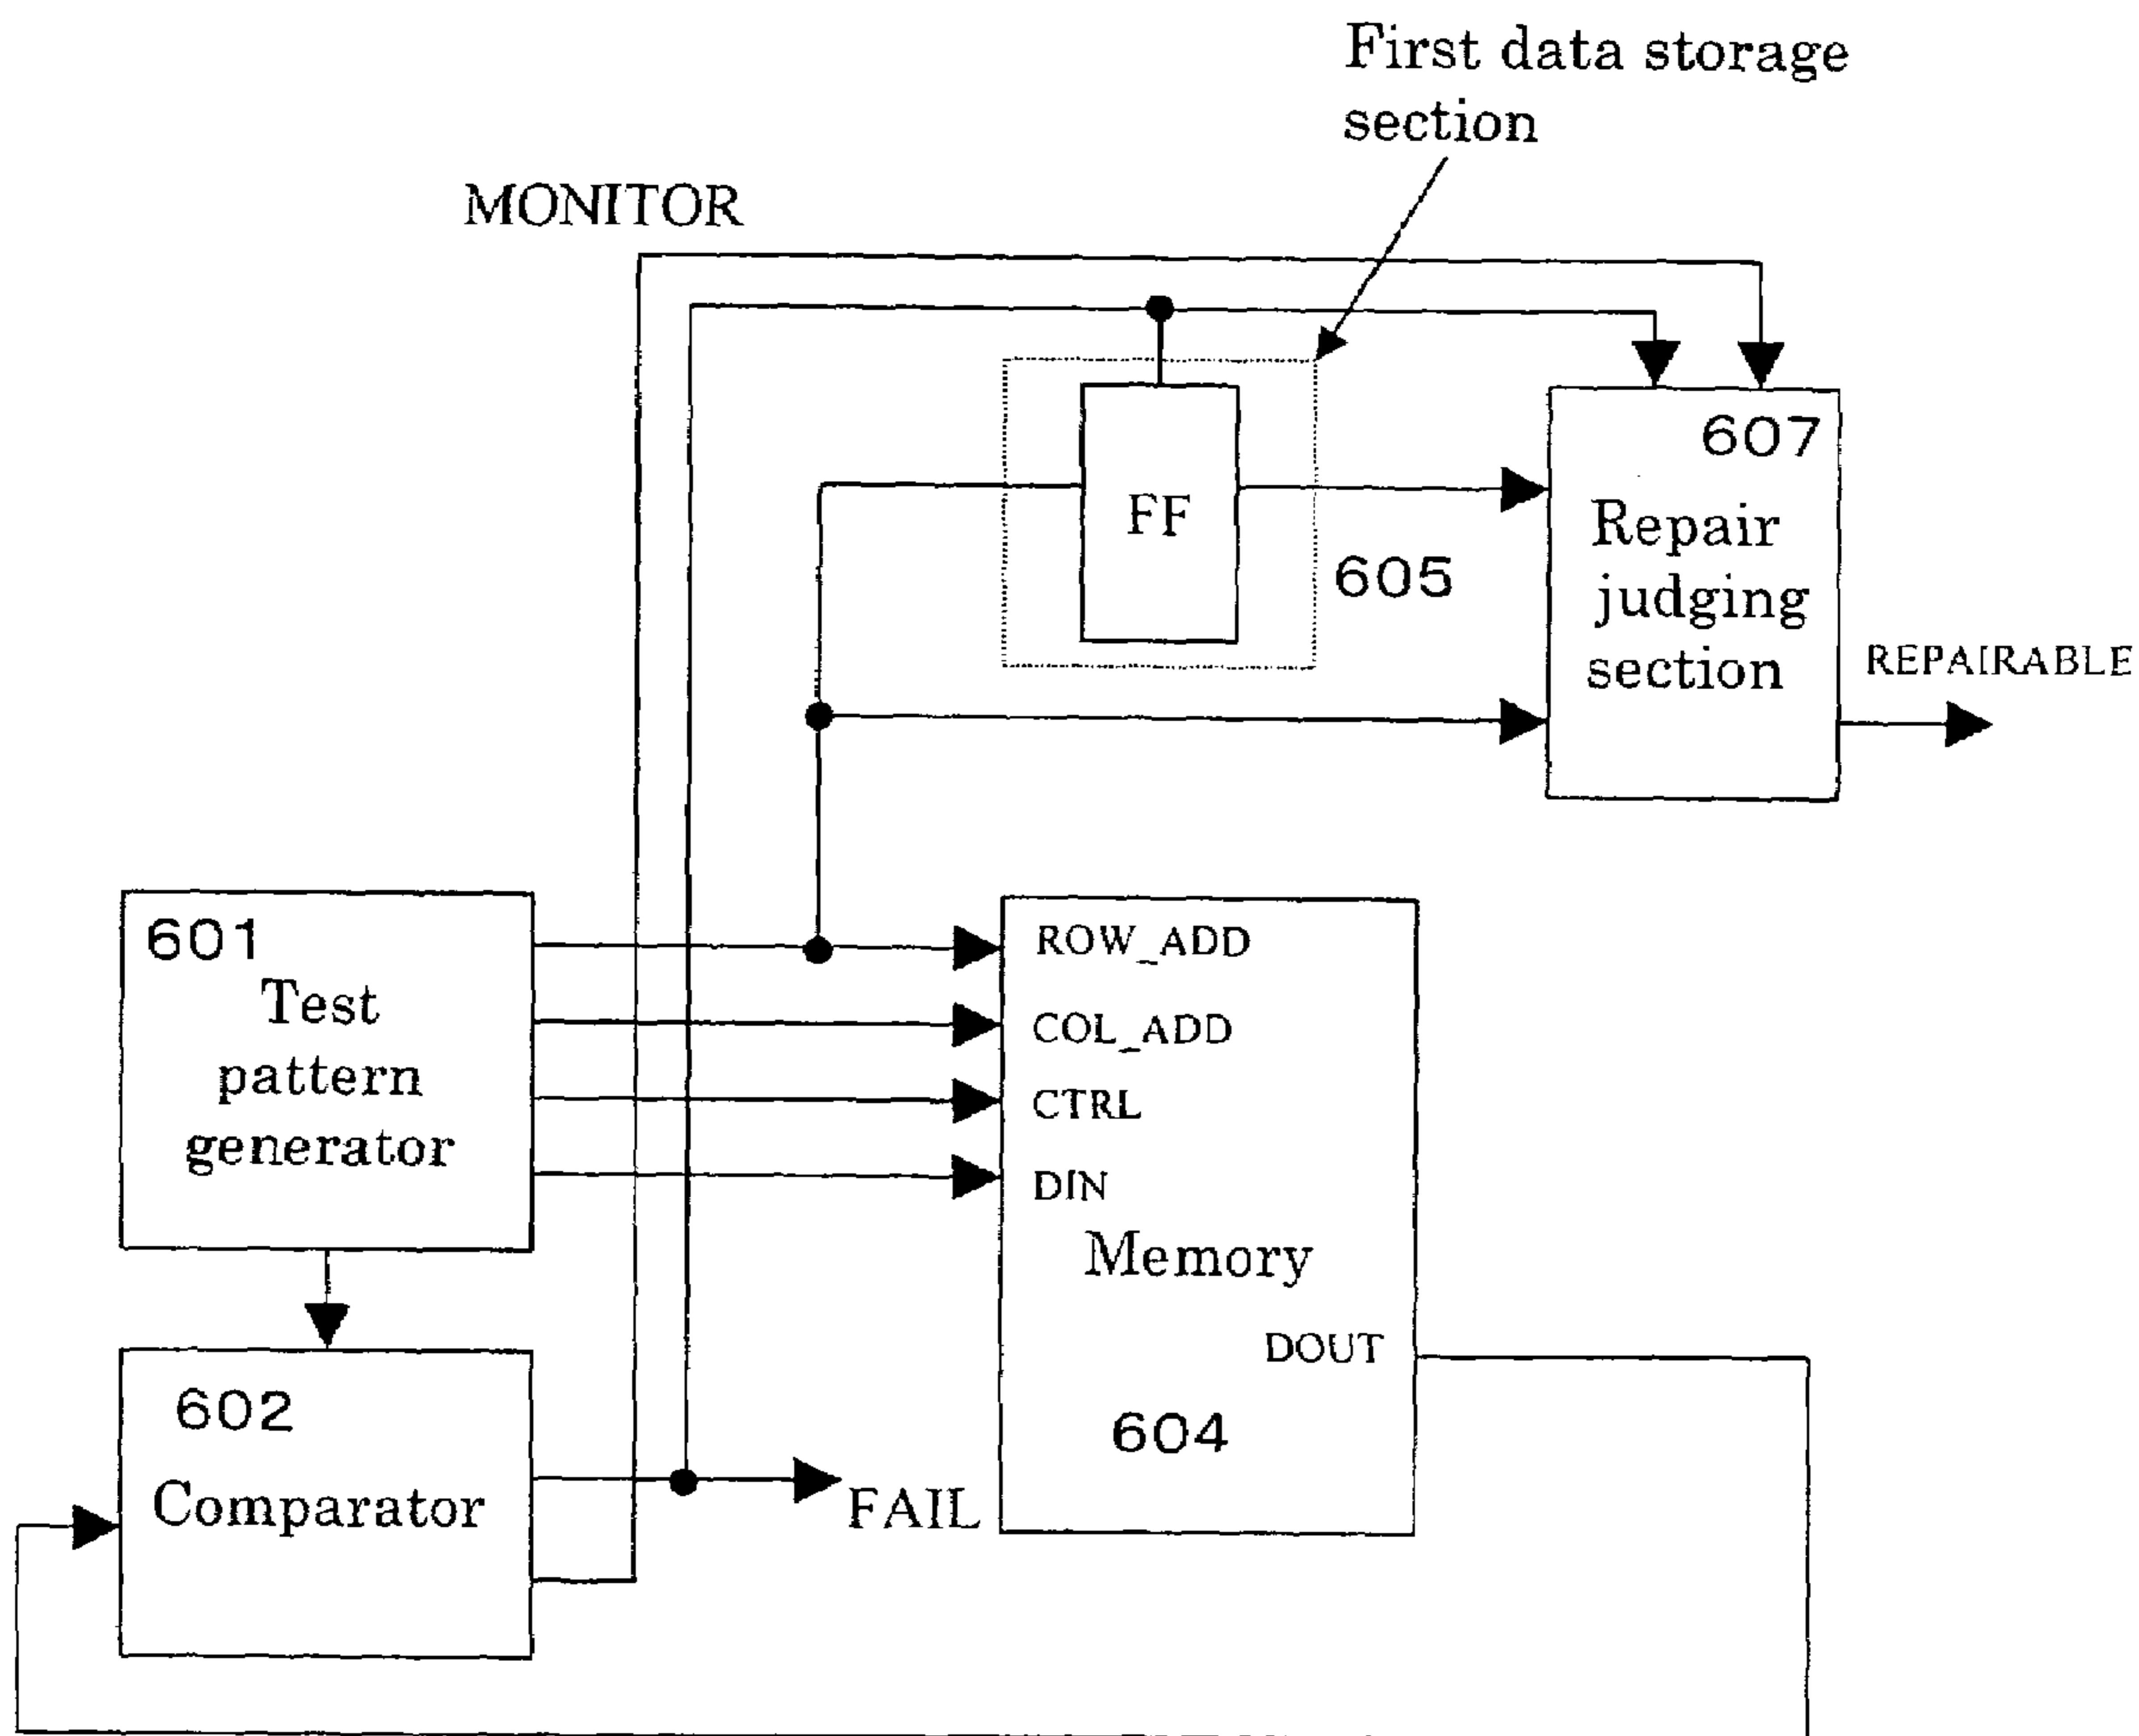 First data storage
section
MONITOR
607
FF
Repair
judging
section
605
REPAIRABLE
601
Test
pattern
generator
ROW_ADD
COL_ADD
CTRL
DIN
Memory
DOUT
604
602
Comparator
FAIL